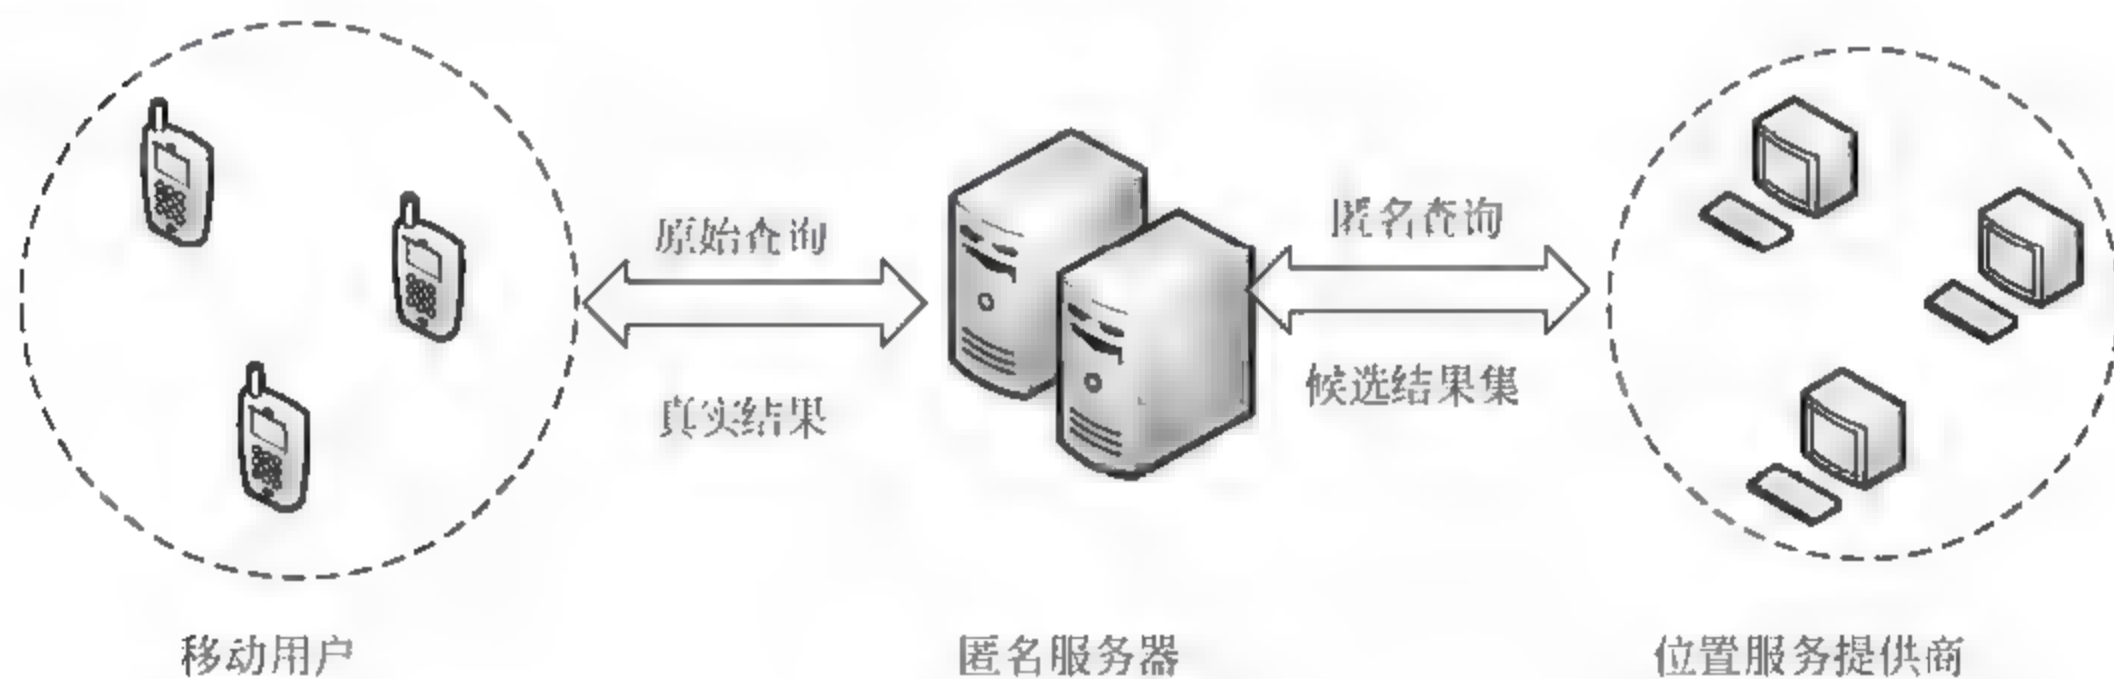 原始查询
匿名查询
真实结果
候选结果集
移动用户
匿名服务器
位置服务提供商